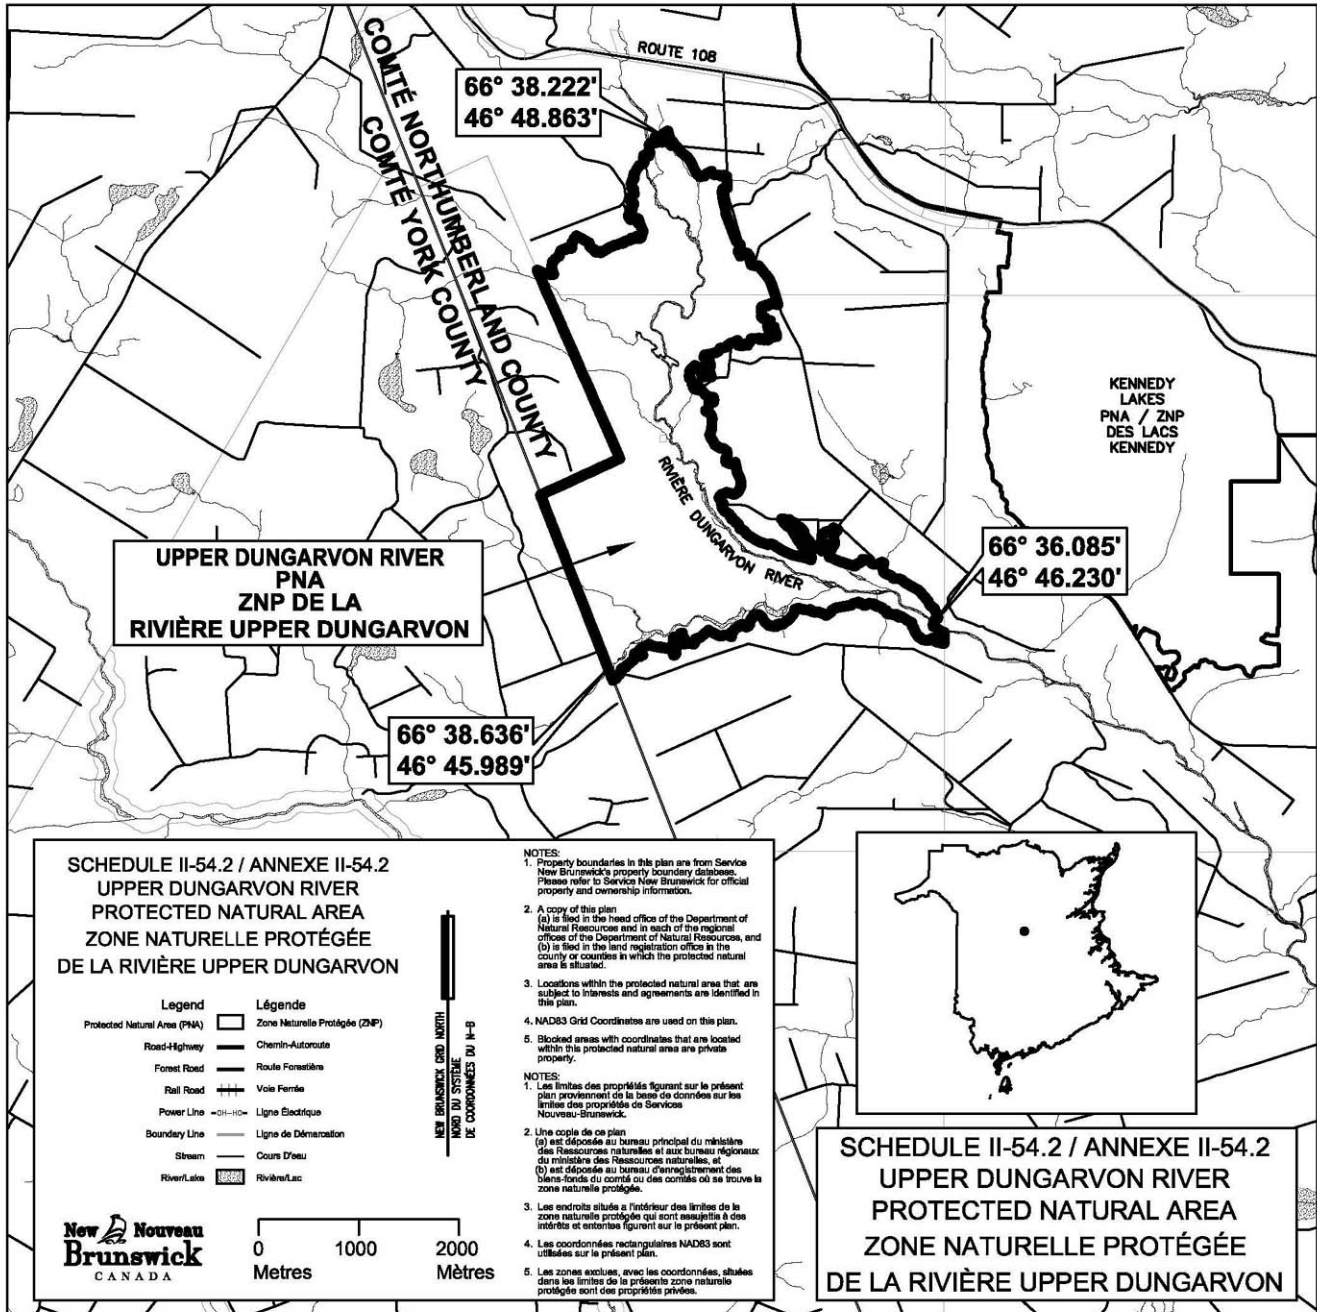 ROUTE 108
66° 38.222'
46° 48.863'
COMTÉ NORTHUMBERLAND COUNTY
COMTÉ YORK COUNTY
KENNEDY
LAKES
PNA / ZNP
DES LACS
KENNEDY
RIVIÈRE DUNGARVON RIVER
UPPER DUNGARVON RIVER
PNA
ZNP DE LA
RIVIÈRE UPPER DUNGARVON
66° 36.085'
46° 46.230'
66° 38.636'
46° 45.989'
SCHEDULE II-54.2 / ANNEXE II-54.2
UPPER DUNGARVON RIVER
PROTECTED NATURAL AREA
ZONE NATURELLE PROTÉGÉE
DE LA RIVIÈRE UPPER DUNGARVON
Legend Légende
Protected Natural Area (PNA) Zone Naturelle Protégée (ZNP)
Road-Highway Chemin-Autoroute
Forest Road Route Forestière
Rail Road Voie Ferrée
Power Line -OH-HO- Ligne Électrique
Boundary Line Ligne de Démarcation
Stream Cours D'eau
River/Lake Rivière/Lac
NEW BRUNSWICK GRID NORTH
NORD DU SYSTÈME
DE COORDONNÉES DU N-B
New Nouveau
Brunswick
CANADA
0 1000 2000
Metres Mètres
NOTES:
1. Property boundaries in this plan are from Service
New Brunswick's property boundary database.
Please refer to Service New Brunswick for official
property and ownership information.
2. A copy of this plan
(a) is filed in the head office of the Department of
Natural Resources and in each of the regional
offices of the Department of Natural Resources, and
(b) is filed in the land registration office in the
county or counties in which the protected natural
area is situated.
3. Locations within the protected natural area that are
subject to interests and agreements are identified in
this plan.
4. NAD83 Grid Coordinates are used on this plan.
5. Blocked areas with coordinates that are located
within this protected natural area are private
property.
NOTES:
1. Les limites des propriétés figurant sur le présent
plan proviennent de la base de données sur les
limites des propriétés de Services
Nouveau-Brunswick.
2. Une copie de ce plan
(a) est déposée au bureau principal du ministère
des Ressources naturelles et aux bureau régionaux
du ministère des Ressources naturelles, et
(b) est déposée au bureau d'enregistrement des
biens-fonds du comté ou des comtés où se trouve la
zone naturelle protégée.
3. Les endroits situés a l'intérieur des limites de la
zone naturelle protégée qui sont assujettis à des
intérêts et ententes figurent sur le présent plan.
4. Les coordonnées rectangulaires NAD83 sont
utilisées sur le présent plan.
5. Les zones exclues, avec les coordonnées, situées
dans les limites de la présente zone naturelle
protégée sont des propriétés privées.
SCHEDULE II-54.2 / ANNEXE II-54.2
UPPER DUNGARVON RIVER
PROTECTED NATURAL AREA
ZONE NATURELLE PROTÉGÉE
DE LA RIVIÈRE UPPER DUNGARVON